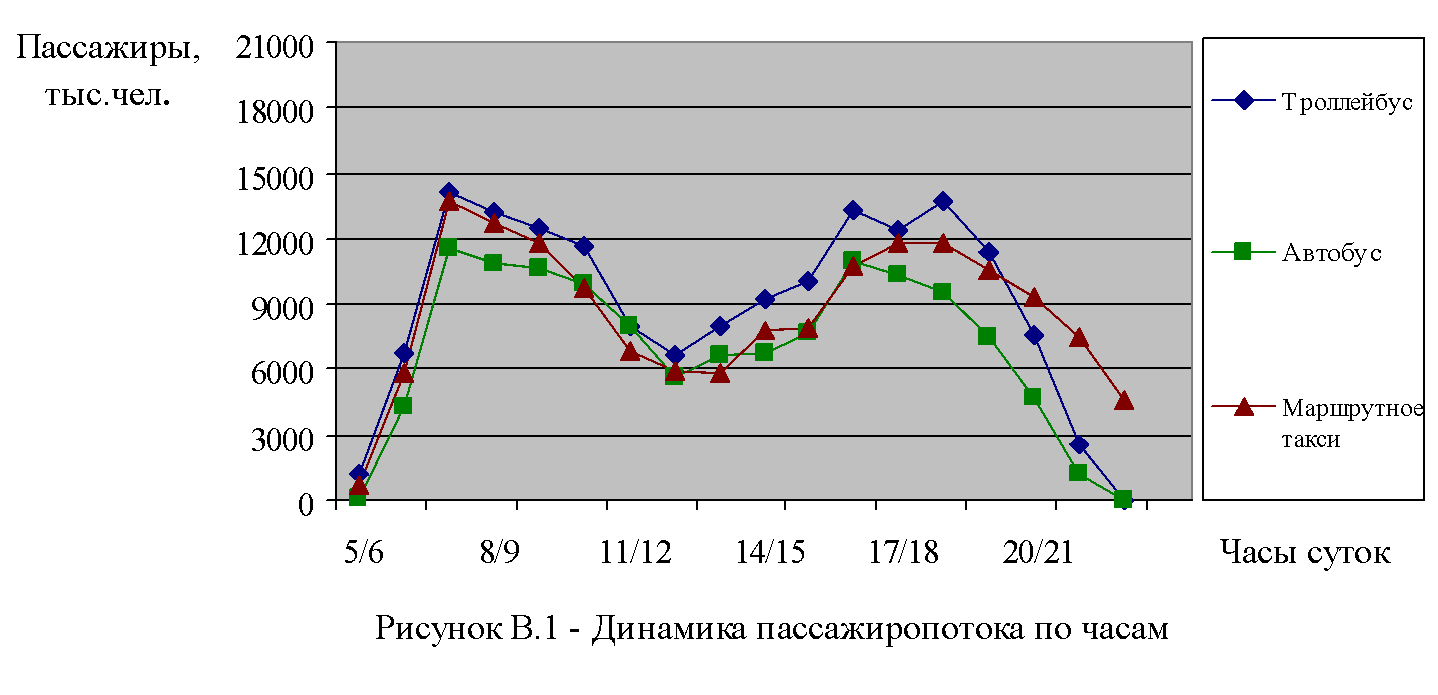 Пассажиры,
тыс.чел.
21000
18000
15000
12000
9000
6000
3000
0
5/6 8/9 11/12 14/15 17/18 20/21
Часы суток
Троллейбус
Автобус
Маршрутное
такси
Рисунок В.1 - Динамика пассажиропотока по часам